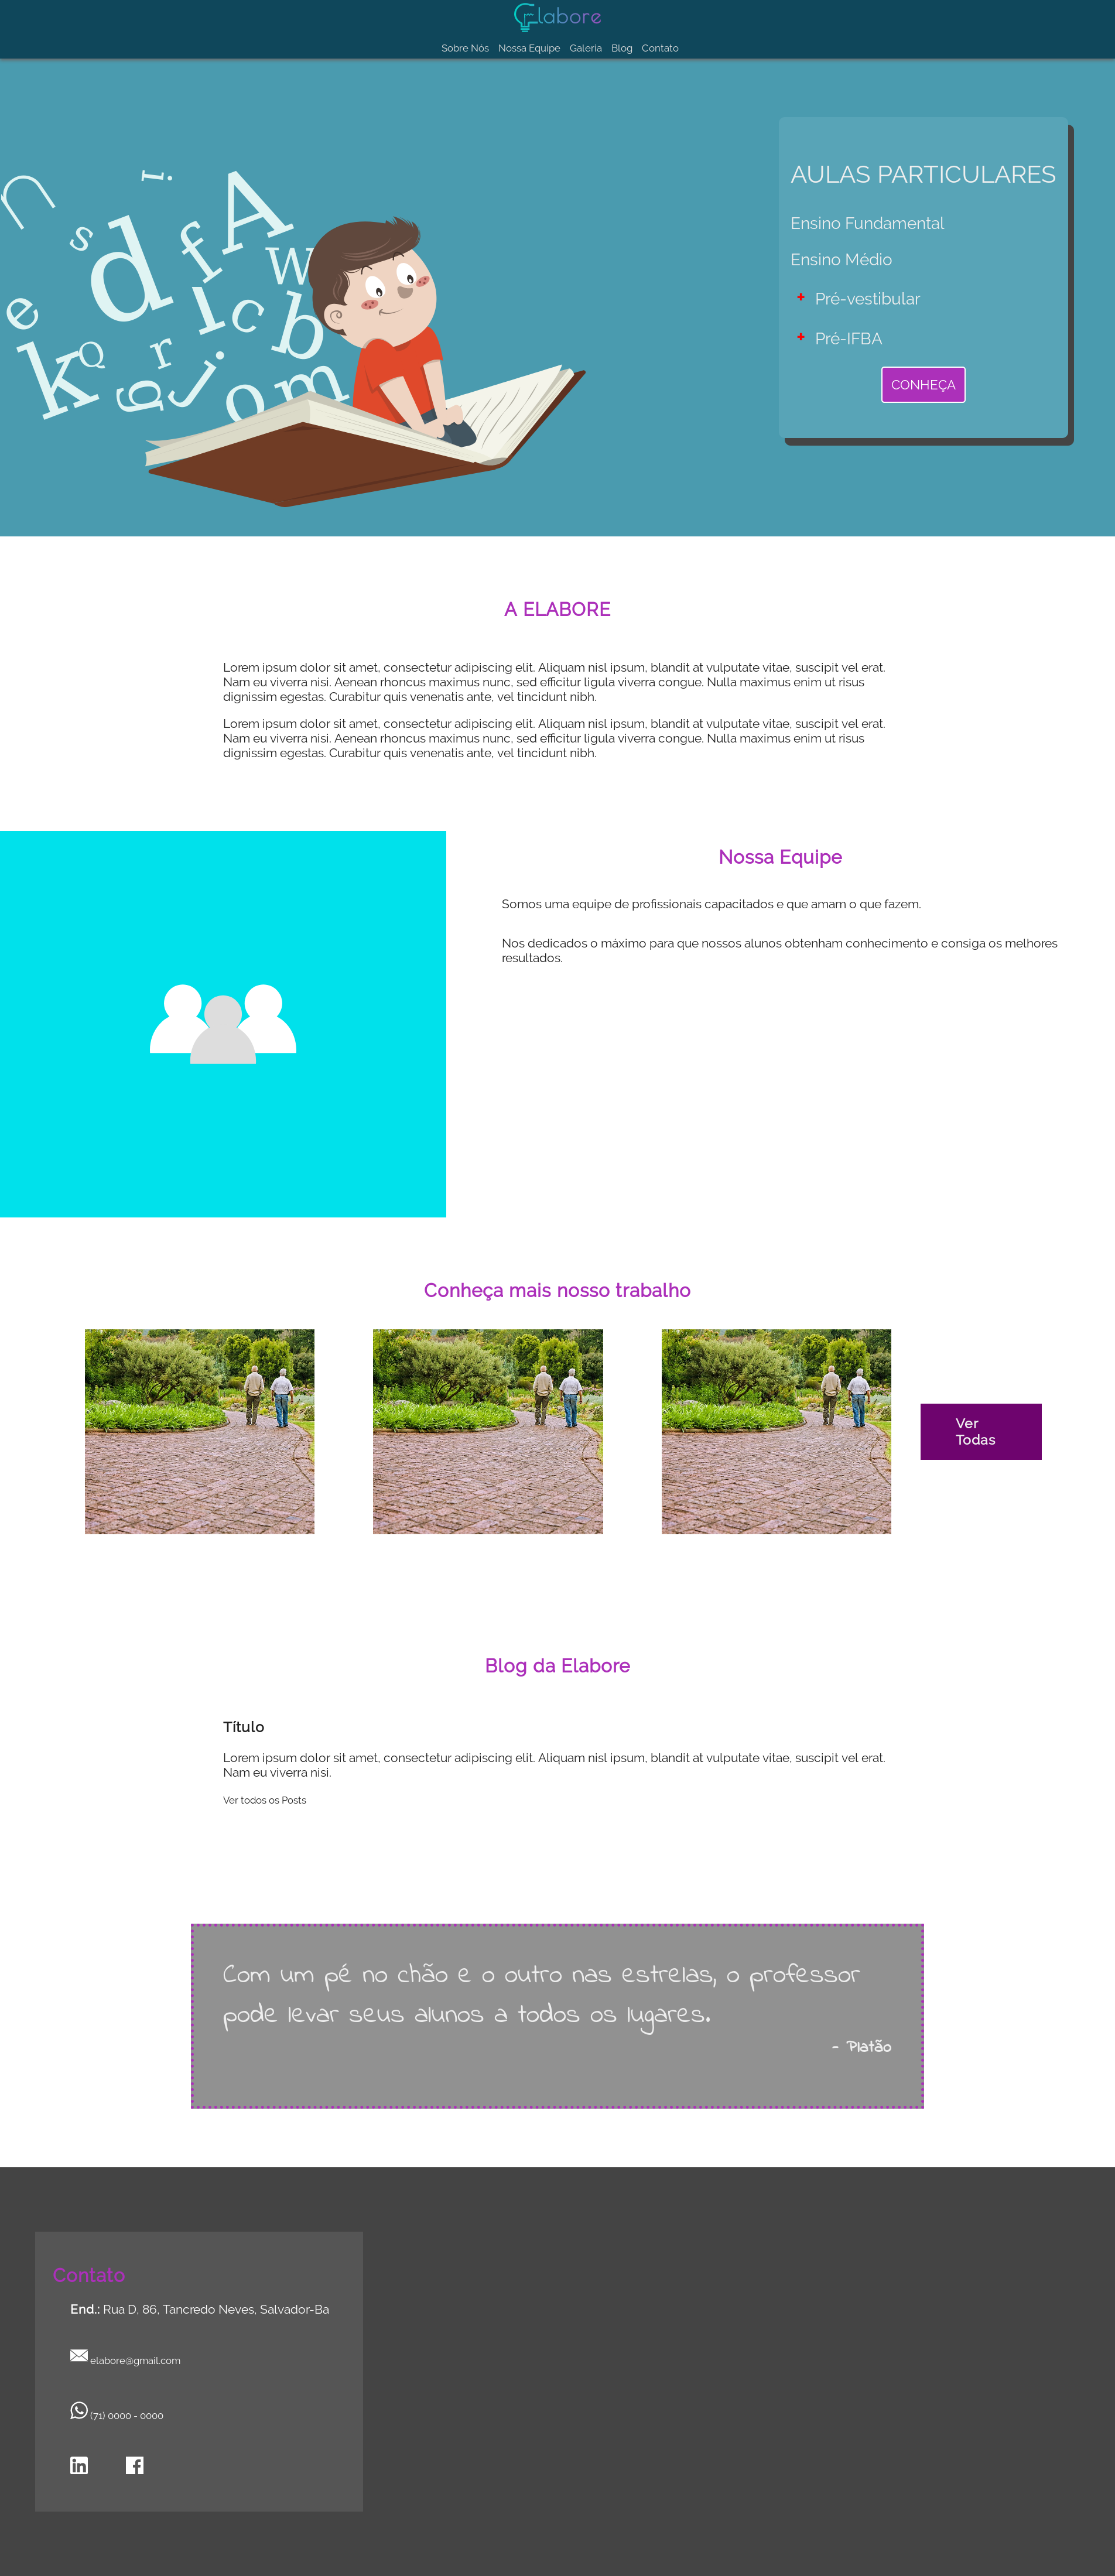 Elabore
Sobre Nós Nossa Equipe Galeria Blog Contato
AULAS PARTICULARES
Ensino Fundamental
Ensino Médio
+ Pré-vestibular
+ Pré-IFBA
CONHEÇA
A ELABORE
Lorem ipsum dolor sit amet, consectetur adipiscing elit. Aliquam nisl ipsum, blandit at vulputate vitae, suscipit vel erat.
Nam eu viverra nisi. Aenean rhoncus maximus nunc, sed efficitur ligula viverra congue. Nulla maximus enim ut risus
dignissim egestas. Curabitur quis venenatis ante, vel tincidunt nibh.
Lorem ipsum dolor sit amet, consectetur adipiscing elit. Aliquam nisl ipsum, blandit at vulputate vitae, suscipit vel erat.
Nam eu viverra nisi. Aenean rhoncus maximus nunc, sed efficitur ligula viverra congue. Nulla maximus enim ut risus
dignissim egestas. Curabitur quis venenatis ante, vel tincidunt nibh.
Nossa Equipe
Somos uma equipe de profissionais capacitados e que amam o que fazem.
Nos dedicados o máximo para que nossos alunos obtenham conhecimento e consiga os melhores
resultados.
Conheça mais nosso trabalho
Ver
Todas
Blog da Elabore
Título
Lorem ipsum dolor sit amet, consectetur adipiscing elit. Aliquam nisl ipsum, blandit at vulputate vitae, suscipit vel erat.
Nam eu viverra nisi.
Ver todos os Posts
Com um pé no chão e o outro nas estrelas, o professor
pode levar seus alunos a todos os lugares.
- Platão
Contato
End.: Rua D, 86, Tancredo Neves, Salvador-Ba
elabore@gmail.com
(71) 0000 - 0000